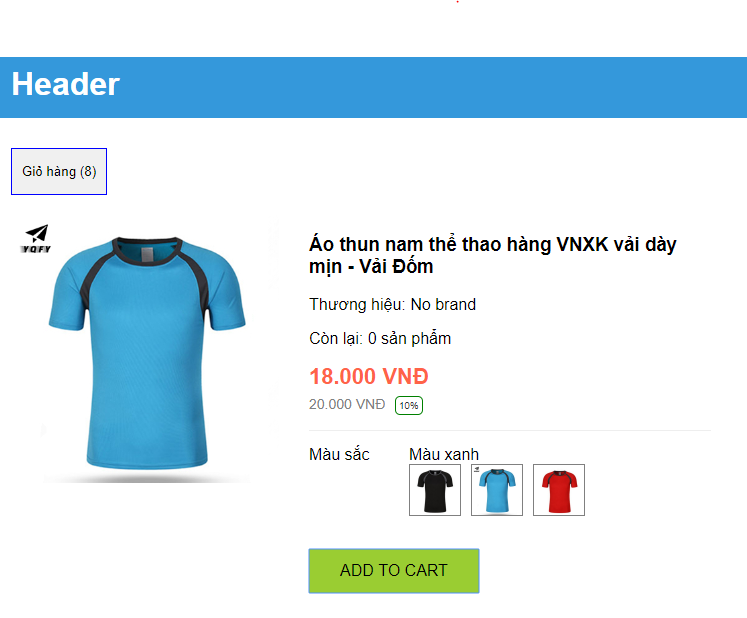 Header
Giỏ hàng (8)
YQFY
Áo thun nam thể thao hàng VNXK vải dày
mịn - Vải Đốm
Thương hiệu: No brand
Còn lại: 0 sản phẩm
18.000 VNĐ
20.000 VNĐ 10%
Màu sắc Màu xanh
ADD TO CART